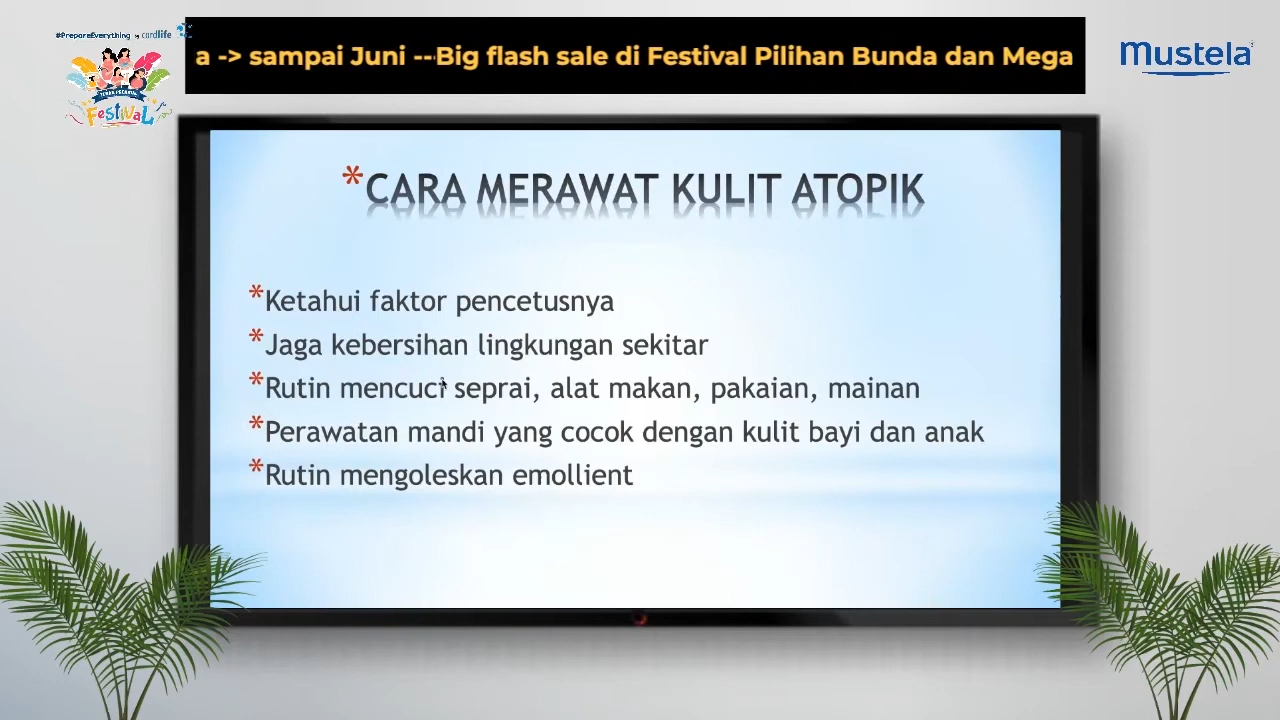 #PrepareEverything by cordlife
a -> sampai Juni --Big flash sale di Festival Pilihan Bunda dan Mega
mustela
Festival
*CARA MERAWAT KULIT ATOPIK
*Ketahui faktor pencetusnya
*Jaga kebersihan lingkungan sekitar
*Rutin mencuci seprai, alat makan, pakaian, mainan
*Perawatan mandi yang cocok dengan kulit bayi dan anak
*Rutin mengoleskan emollient